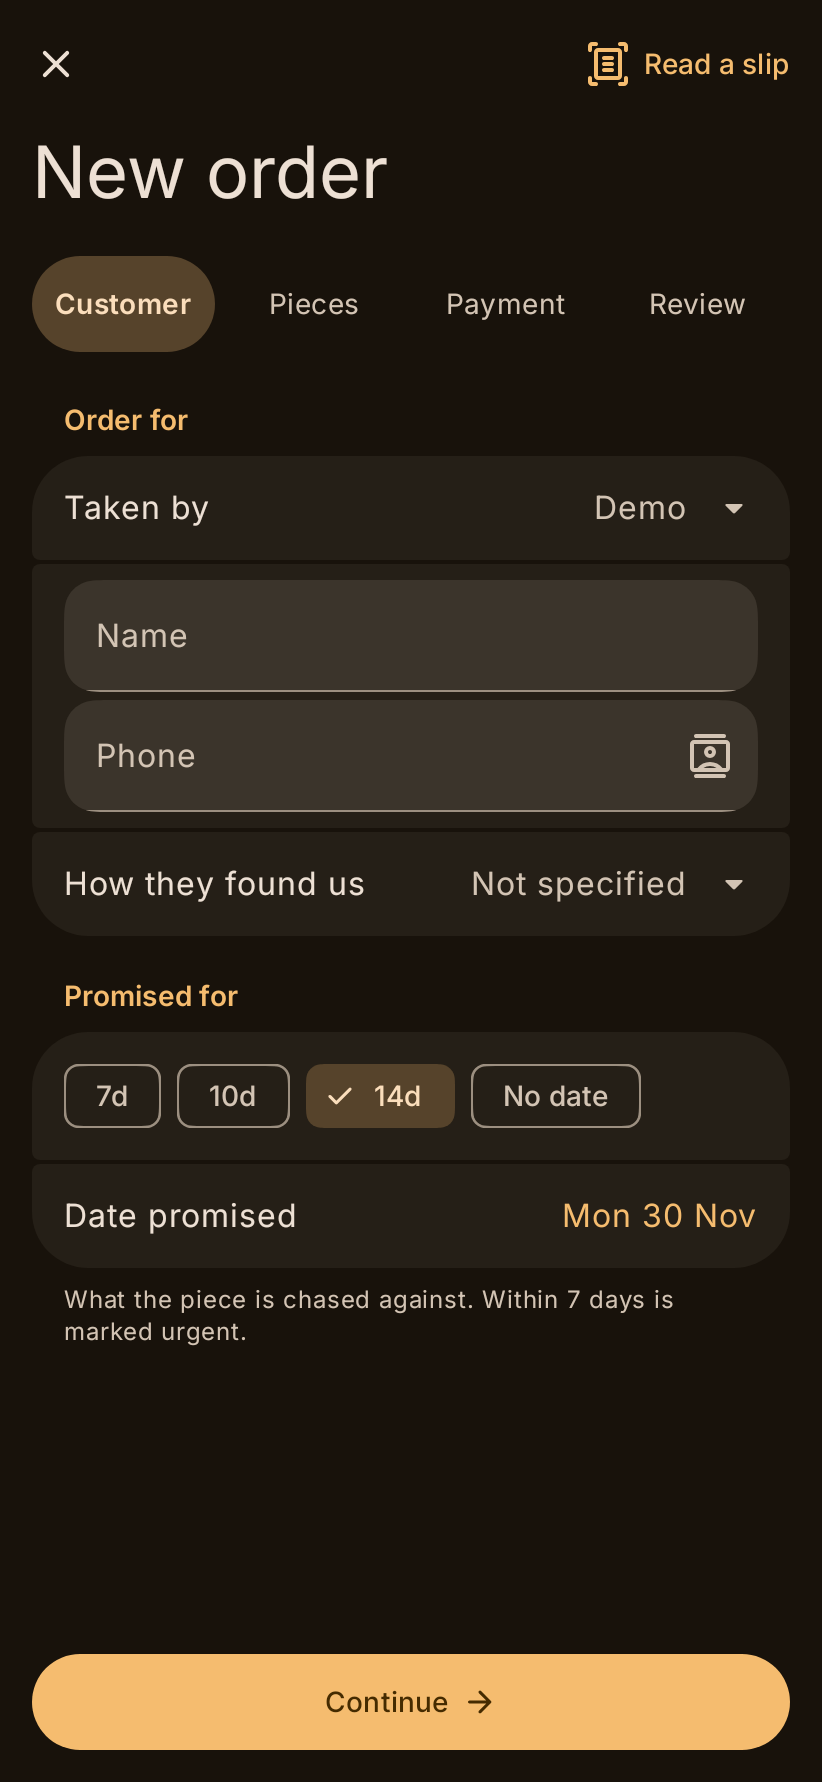 Read a slip
New order
Customer
Pieces
Payment
Review
Order for
Taken by
Demo
Name
Phone
How they found us
Not specified
Promised for
7d
10d
14d
No date
Date promised
Mon 30 Nov
What the piece is chased against. Within 7 days is
marked urgent.
Continue